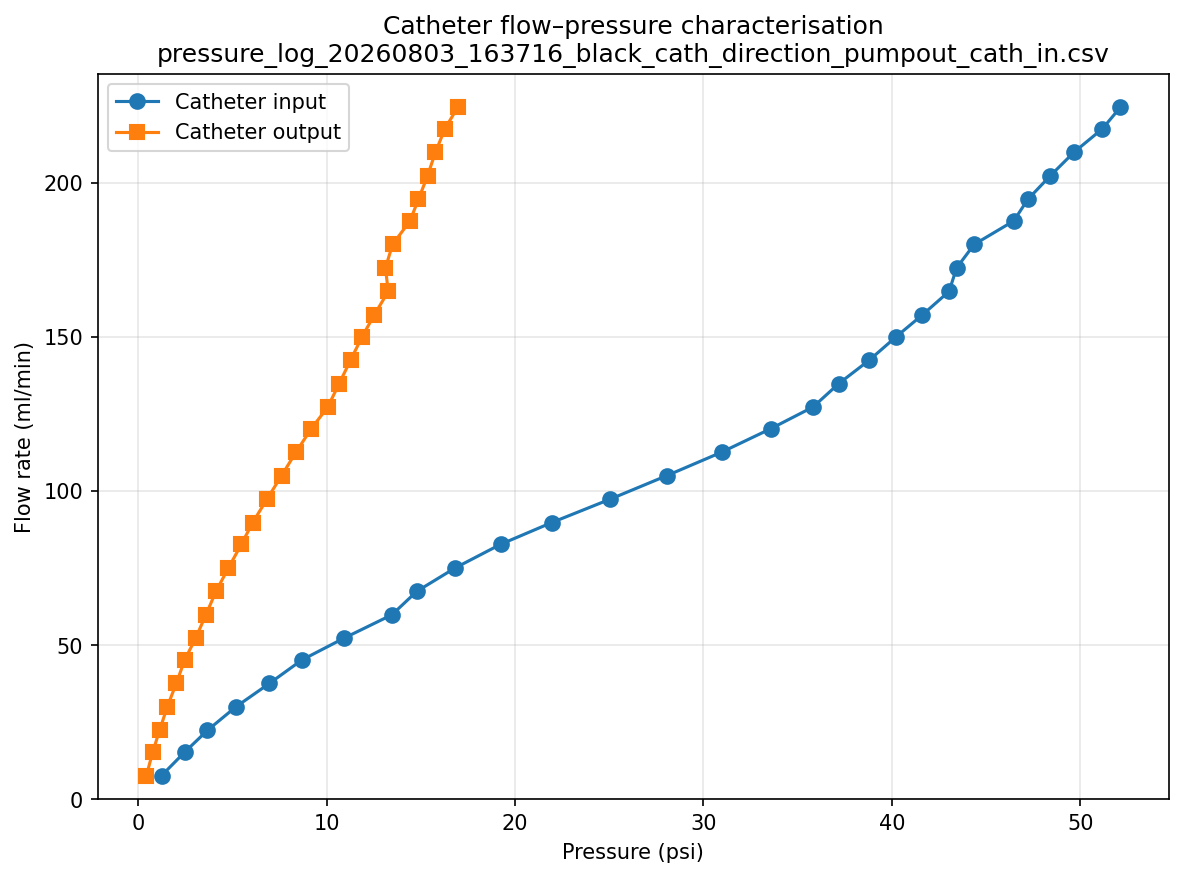 Catheter flow–pressure characterisation
pressure_log_20260803_163716_black_cath_direction_pumpout_cath_in.csv
Catheter input
Catheter output
Flow rate (ml/min)
200
150
100
50
0
0 10 20 30 40 50
Pressure (psi)